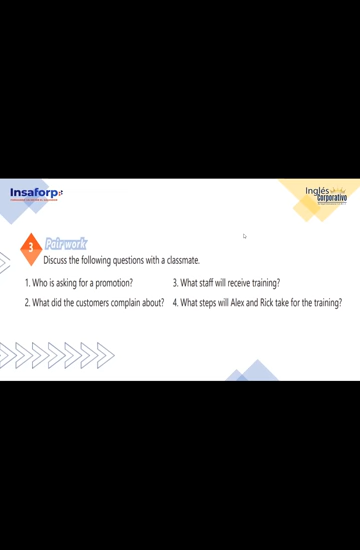 Insaforp
Inglés
Corporativo
3
Pairwork
Discuss the following questions with a classmate.
1. Who is asking for a promotion?
2. What did the customers complain about?
3. What staff will receive training?
4. What steps will Alex and Rick take for the training?